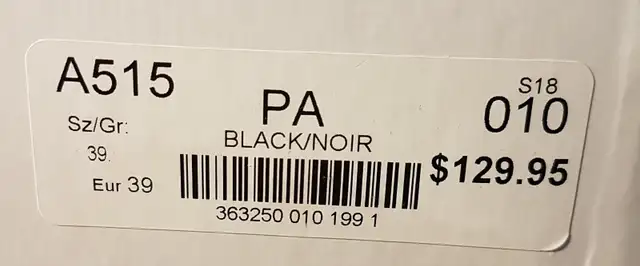 A515
PA
S18
010
Sz/Gr:
39.
Eur 39
BLACK/NOIR
$129.95
363250 010 199 1